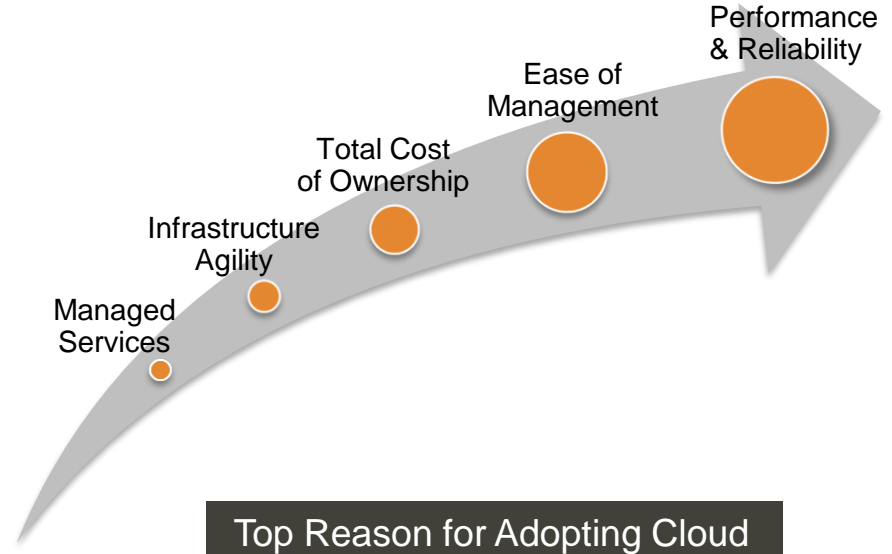 Performance
& Reliability
Ease of
Management
Total Cost
of Ownership
Infrastructure
Agility
Managed
Services
Top Reason for Adopting Cloud